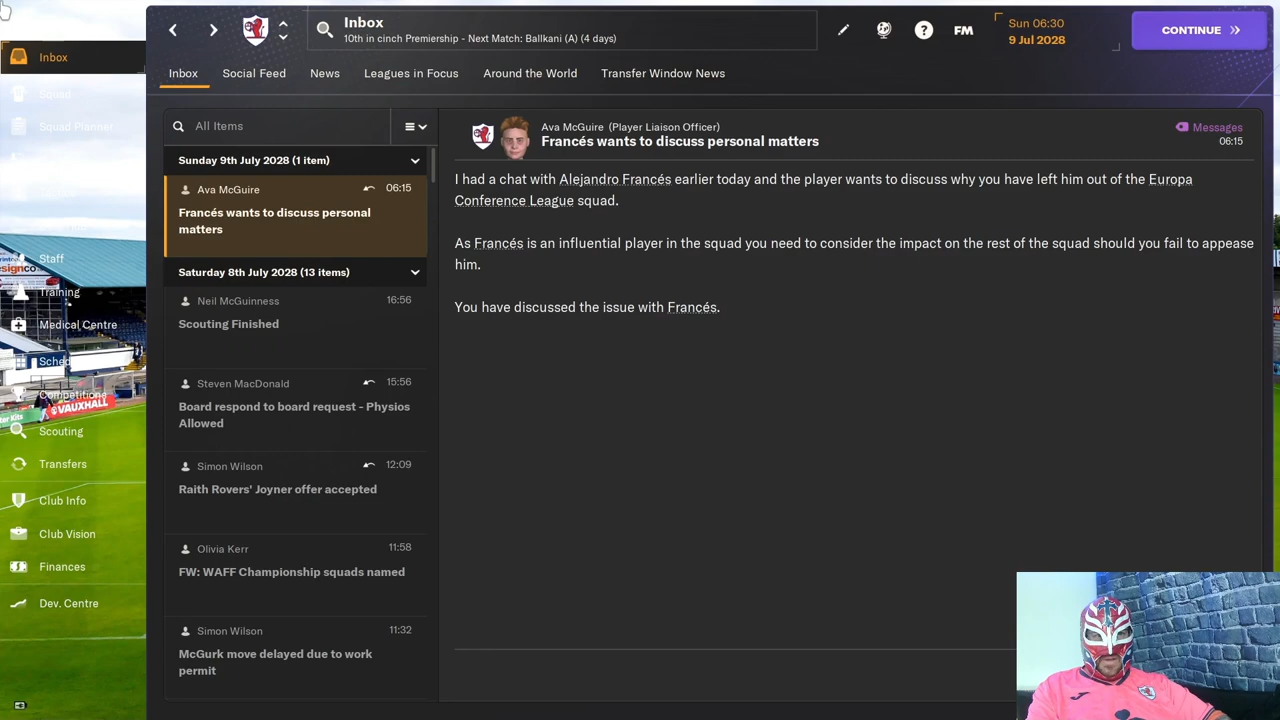 Inbox
10th in cinch Premiership - Next Match: Ballkani (A) (4 days)
FM
Sun 06:30
9 Jul 2028
CONTINUE
Inbox
Social Feed
News
Leagues in Focus
Around the World
Transfer Window News
Inbox
Squad
Squad Planner
Staff
Training
Medical Centre
Sched
Competitions
Scouting
Transfers
Club Info
Club Vision
Finances
Dev. Centre
VAUXHALL
All Items
Sunday 9th July 2028 (1 item)
Ava McGuire 06:15
Francés wants to discuss personal
matters
Saturday 8th July 2028 (13 items)
Neil McGuinness 16:56
Scouting Finished
Steven MacDonald 15:56
Board respond to board request - Physios
Allowed
Simon Wilson 12:09
Raith Rovers' Joyner offer accepted
Olivia Kerr 11:58
FW: WAFF Championship squads named
Simon Wilson 11:32
McGurk move delayed due to work
permit
Ava McGuire (Player Liaison Officer)
Francés wants to discuss personal matters
Messages
06:15
I had a chat with Alejandro Francés earlier today and the player wants to discuss why you have left him out of the Europa
Conference League squad.
As Francés is an influential player in the squad you need to consider the impact on the rest of the squad should you fail to appease
him.
You have discussed the issue with Francés.